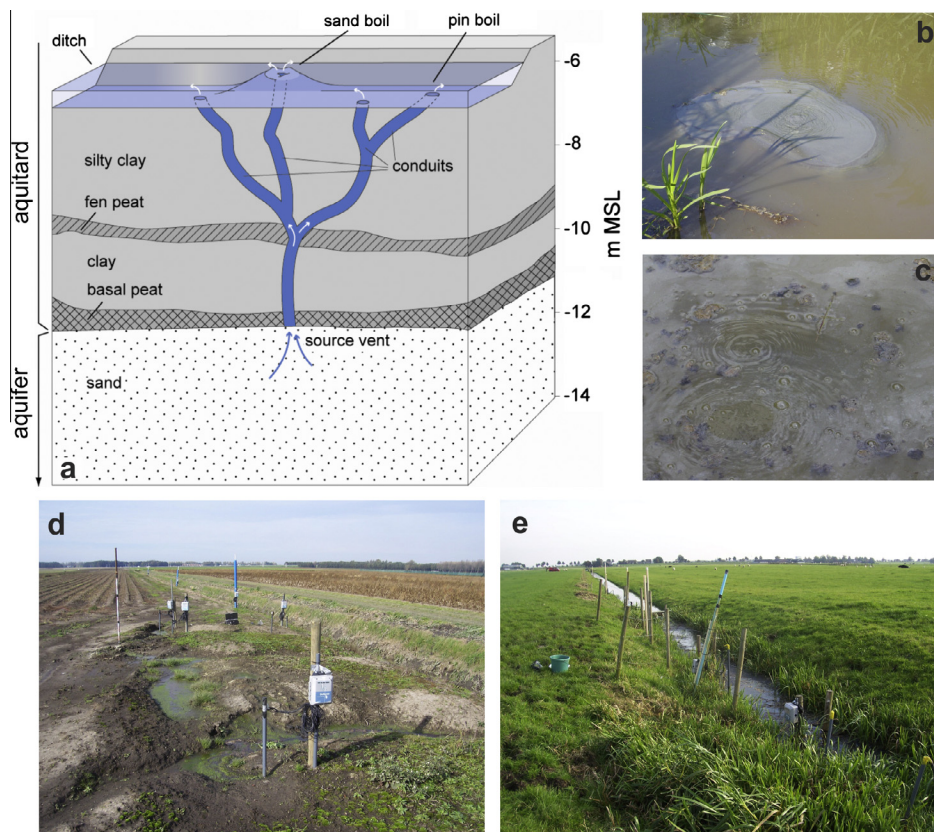 sand boil
pin boil
ditch
-6
b
-8
silty clay
conduits
aquitard
fen peat
-10
m MSL
clay
c
basal peat
-12
source vent
sand
-14
aquifer
a
d
e